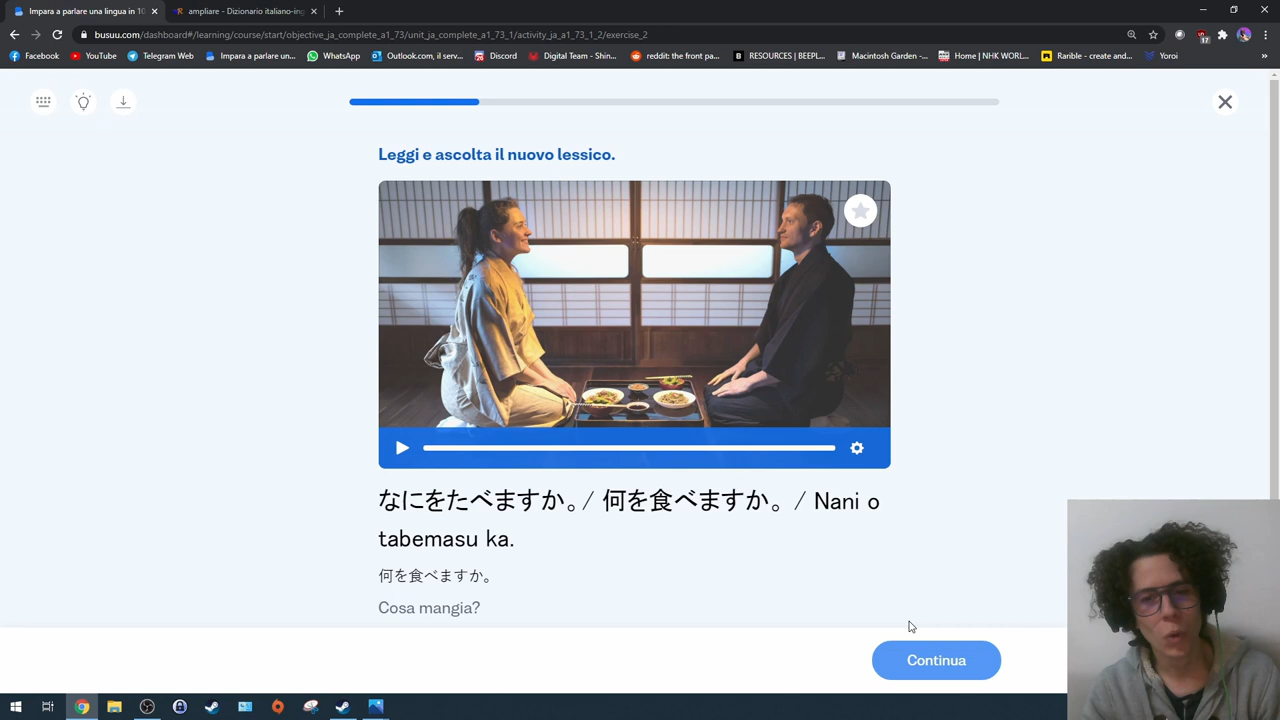 Impara a parlare una lingua in 10
ampliare - Dizionario italiano-ing
busuu.com/dashboard#/learning/course/start/objective_ja_complete_a1_73/unit_ja_complete_a1_73_1/activity_ja_a1_73_1_2/exercise_2
17
Facebook
YouTube
Telegram Web
Impara a parlare un...
WhatsApp
Outlook.com, il serv...
Discord
Digital Team - Shin...
reddit: the front pa...
RESOURCES | BEEPL...
Macintosh Garden -...
Home | NHK WORL...
Rarible - create and...
Yoroi
»
Leggi e ascolta il nuovo lessico.
なにをたべますか。/ 何を食べますか。 / Nani o
tabemasu ka.
何を食べますか。
Cosa mangia?
Continua